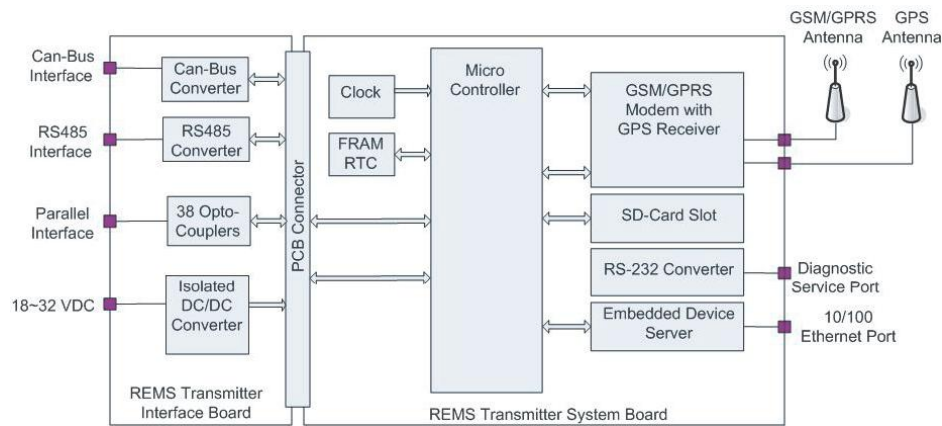 GSM/GPRS
Antenna
GPS
Antenna
Can-Bus
Interface
Can-Bus
Converter
RS485
Interface
RS485
Converter
Parallel
Interface
38 Opto-
Couplers
18~32 VDC
Isolated
DC/DC
Converter
REMS Transmitter
Interface Board
PCB Connector
Clock
FRAM
RTC
Micro
Controller
GSM/GPRS
Modem with
GPS Receiver
SD-Card Slot
RS-232 Converter
Diagnostic
Service Port
Embedded Device
Server
10/100
Ethernet Port
REMS Transmitter System Board